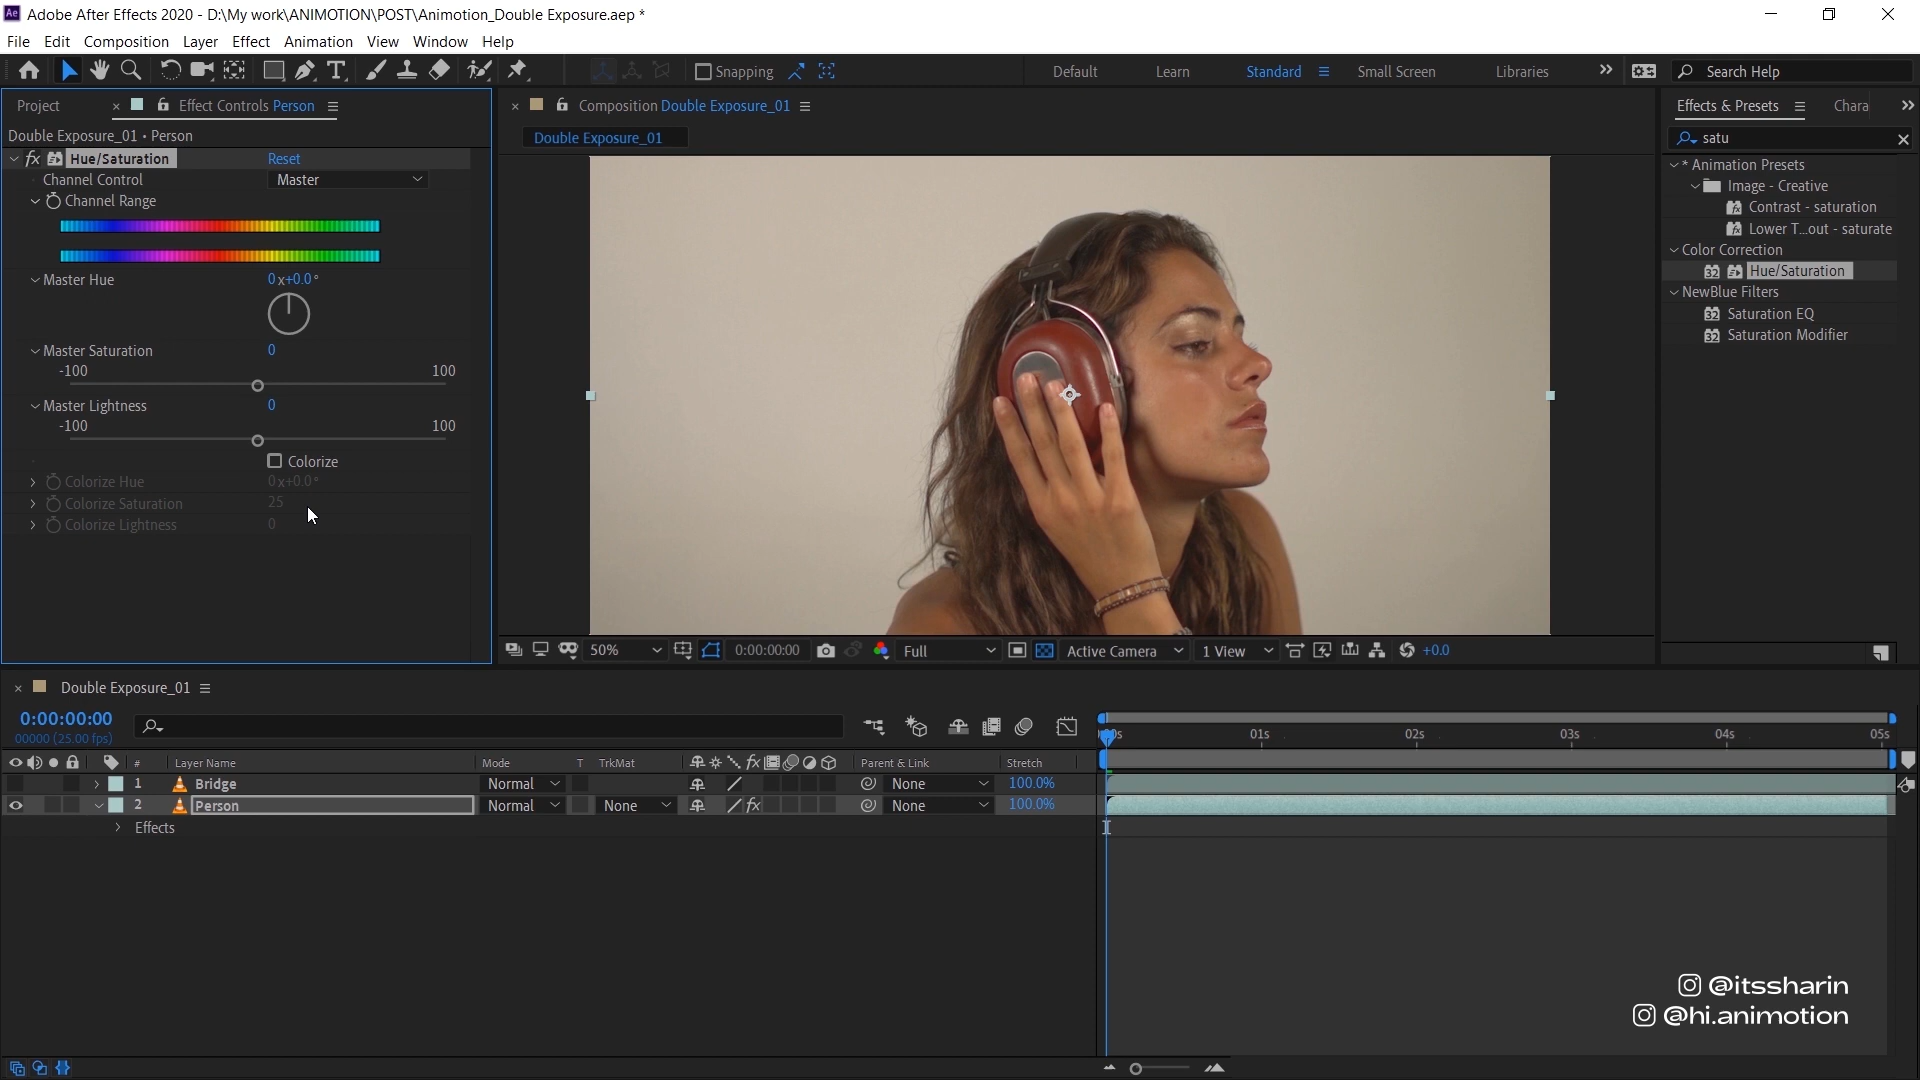 Adobe After Effects 2020 - D:\My work\ANIMOTION\POST\Animotion_Double Exposure.aep *
File Edit Composition Layer Effect Animation View Window Help
Snapping Default Learn Standard Small Screen Libraries Search Help
Project Effect Controls Person
Composition Double Exposure_01
Effects & Presets Chara
Double Exposure_01 • Person
Double Exposure_01
satu
fx Hue/Saturation Reset
Channel Control Master
Channel Range
Master Hue 0x+0.0°
Master Saturation 0
-100 100
Master Lightness 0
-100 100
Colorize
Colorize Hue 0x+0.0°
Colorize Saturation 25
Colorize Lightness 0
* Animation Presets
Image - Creative
Contrast - saturation
Lower T...out - saturate
Color Correction
32 Hue/Saturation
NewBlue Filters
32 Saturation EQ
32 Saturation Modifier
50% 0:00:00:00 Full Active Camera 1 View +0.0
Double Exposure_01
0:00:00:00
00000 (25.00 fps)
01s 02s 03s 04s 05s
# Layer Name Mode T TrkMat fx Parent & Link Stretch
1 Bridge Normal None 100.0%
2 Person Normal None fx None 100.0%
Effects
@itssharin
@hi.animotion